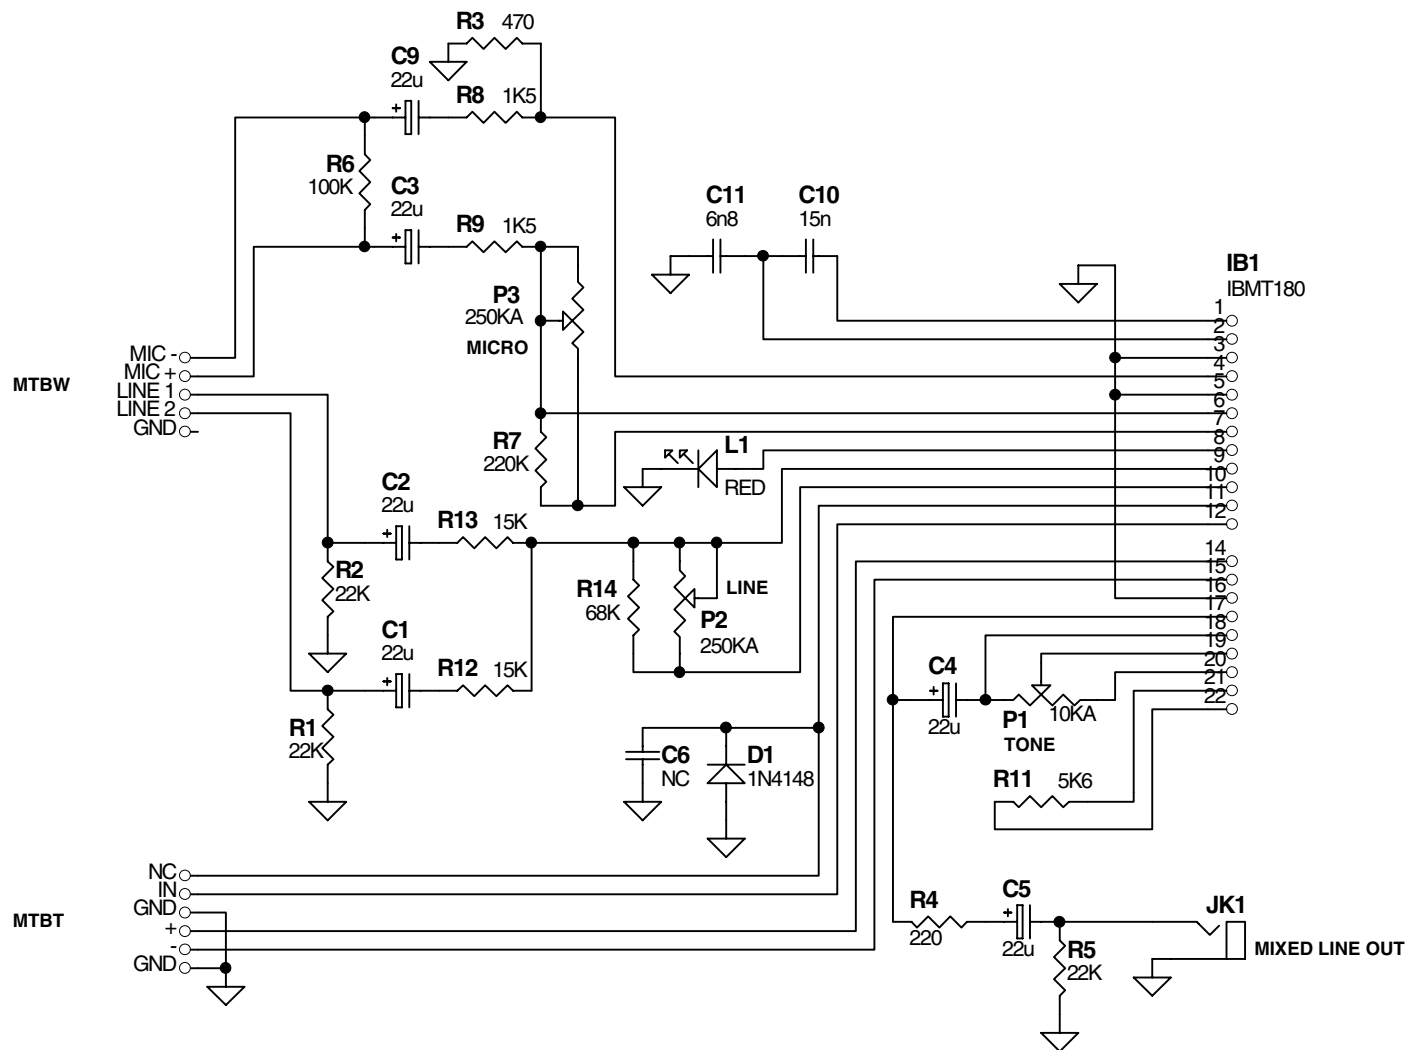 R3 470
C9
22u
R8 1K5
R6
100K
C3
22u
R9 1K5
C11
6n8
C10
15n
IB1
IBMT180
P3
250KA
MICRO
1
2
3
4
5
6
7
8
9
10
11
12
14
15
16
17
18
19
20
21
22
MTBW
MIC -
MIC +
LINE 1
LINE 2
GND
R7
220K
L1
RED
C2
22u
R13 15K
R2
22K
R14
68K
LINE
P2
250KA
C1
22u
R12 15K
R1
22K
C4
22u
P1
10KA
TONE
C6
NC
D1
1N4148
R11 5K6
MTBT
NC
IN
GND
+
-
GND
R4
220
C5
22u
R5
22K
JK1
MIXED LINE OUT